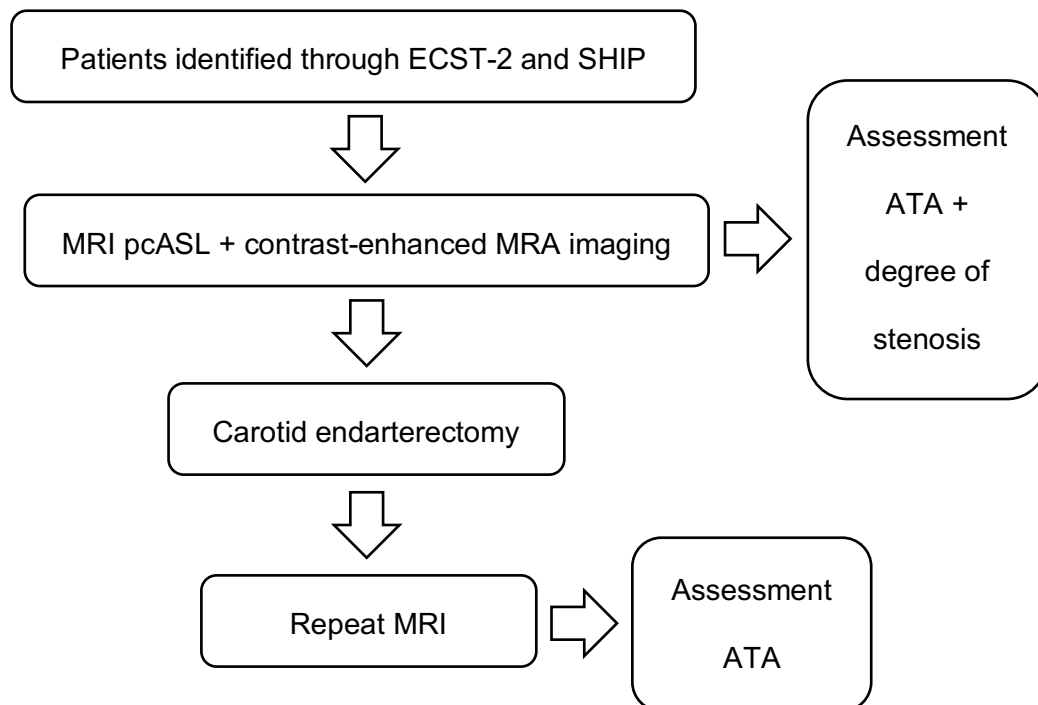 Patients identified through ECST-2 and SHIP
MRI pcASL + contrast-enhanced MRA imaging
Assessment
ATA +
degree of
stenosis
Carotid endarterectomy
Repeat MRI
Assessment
ATA